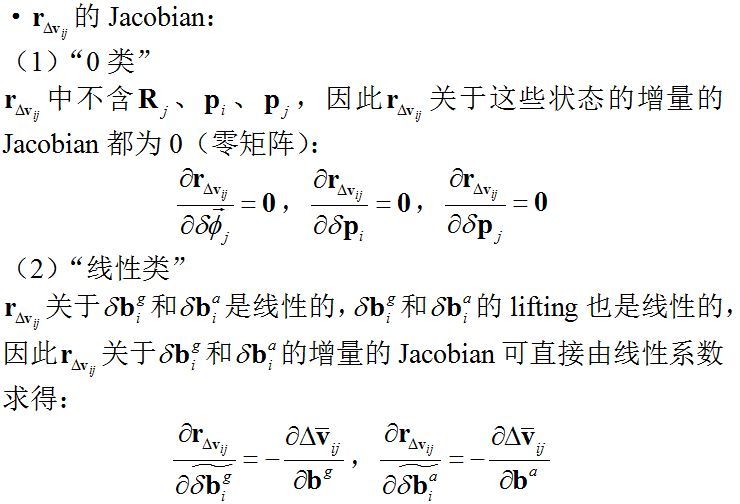 • $\mathbf{r}_{\Delta \mathbf{v}_{ij}}$ 的 Jacobian：
（1）“0 类”
$\mathbf{r}_{\Delta \mathbf{v}_{ij}}$ 中不含 $\mathbf{R}_j$、$\mathbf{p}_i$、$\mathbf{p}_j$，因此 $\mathbf{r}_{\Delta \mathbf{v}_{ij}}$ 关于这些状态的增量的
Jacobian 都为 0（零矩阵）：
$\frac{\partial \mathbf{r}_{\Delta \mathbf{v}_{ij}}}{\partial \delta \vec{\phi}_j} = \mathbf{0}$，$\frac{\partial \mathbf{r}_{\Delta \mathbf{v}_{ij}}}{\partial \delta \mathbf{p}_i} = \mathbf{0}$，$\frac{\partial \mathbf{r}_{\Delta \mathbf{v}_{ij}}}{\partial \delta \mathbf{p}_j} = \mathbf{0}$
（2）“线性类”
$\mathbf{r}_{\Delta \mathbf{v}_{ij}}$ 关于 $\delta \mathbf{b}_i^g$ 和 $\delta \mathbf{b}_i^a$ 是线性的，$\delta \mathbf{b}_i^g$ 和 $\delta \mathbf{b}_i^a$ 的 lifting 也是线性的，
因此 $\mathbf{r}_{\Delta \mathbf{v}_{ij}}$ 关于 $\delta \mathbf{b}_i^g$ 和 $\delta \mathbf{b}_i^a$ 的增量的 Jacobian 可直接由线性系数
求得：
$\frac{\partial \mathbf{r}_{\Delta \mathbf{v}_{ij}}}{\partial \widetilde{\delta \mathbf{b}_i^g}} = -\frac{\partial \Delta \overline{\mathbf{v}}_{ij}}{\partial \mathbf{b}^g}$，$\frac{\partial \mathbf{r}_{\Delta \mathbf{v}_{ij}}}{\partial \widetilde{\delta \mathbf{b}_i^a}} = -\frac{\partial \Delta \overline{\mathbf{v}}_{ij}}{\partial \mathbf{b}^a}$